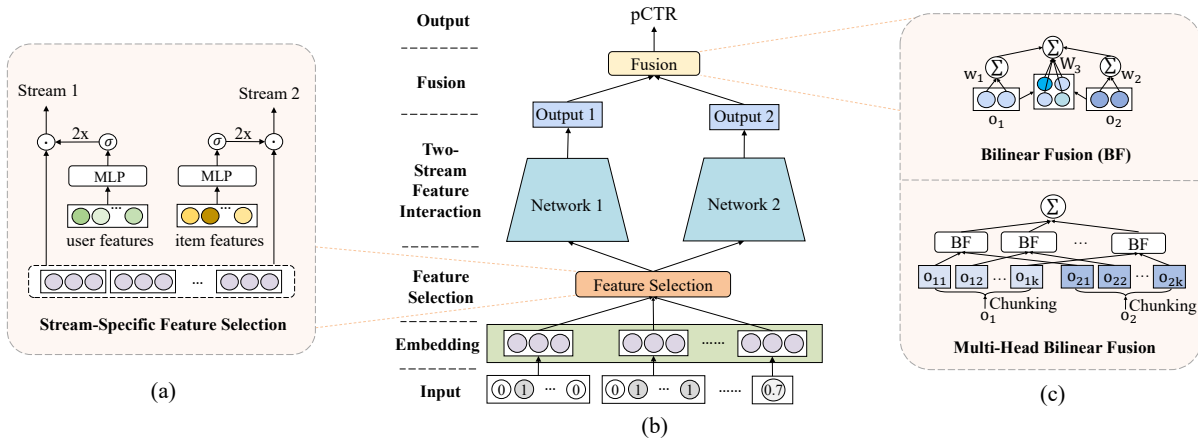 Stream 1
Stream 2
2x
σ
σ
2x
MLP
MLP
...
...
user features
item features
...
Stream-Specific Feature Selection
(a)
Output
Fusion
Two-
Stream
Feature
Interaction
Feature
Selection
Embedding
Input
pCTR
Fusion
Output 1
Output 2
Network 1
Network 2
Feature Selection
......
0 1 ... 0
0 1 ... 1
......
0.7
(b)
Σ
Σ
Σ
w1
W3
w2
o1
o2
Bilinear Fusion (BF)
Σ
BF
BF
...
BF
o11 o12 ... o1k
o21 o22 ... o2k
Chunking
Chunking
o1
o2
Multi-Head Bilinear Fusion
(c)